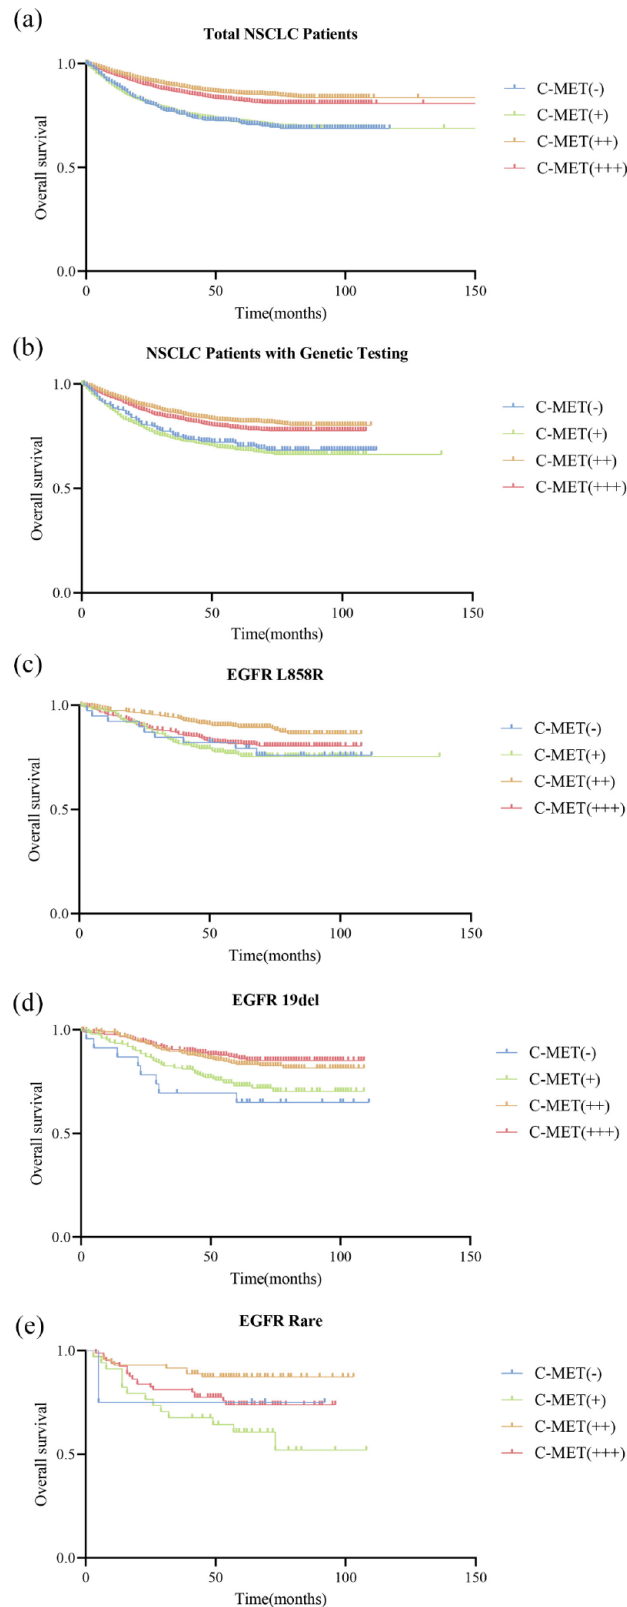 (a)
Total NSCLC Patients
1.0
0.5
0.0
Overall survival
0
50
100
150
Time(months)
C-MET(-)
C-MET(+)
C-MET(++)
C-MET(+++)
(b)
NSCLC Patients with Genetic Testing
1.0
0.5
0.0
Overall survival
0
50
100
150
Time(months)
C-MET(-)
C-MET(+)
C-MET(++)
C-MET(+++)
(c)
EGFR L858R
1.0
0.5
0.0
Overall survival
0
50
100
150
Time(months)
C-MET(-)
C-MET(+)
C-MET(++)
C-MET(+++)
(d)
EGFR 19del
1.0
0.5
0.0
Overall survival
0
50
100
150
Time(months)
C-MET(-)
C-MET(+)
C-MET(++)
C-MET(+++)
(e)
EGFR Rare
1.0
0.5
0.0
Overall survival
0
50
100
150
Time(months)
C-MET(-)
C-MET(+)
C-MET(++)
C-MET(+++)